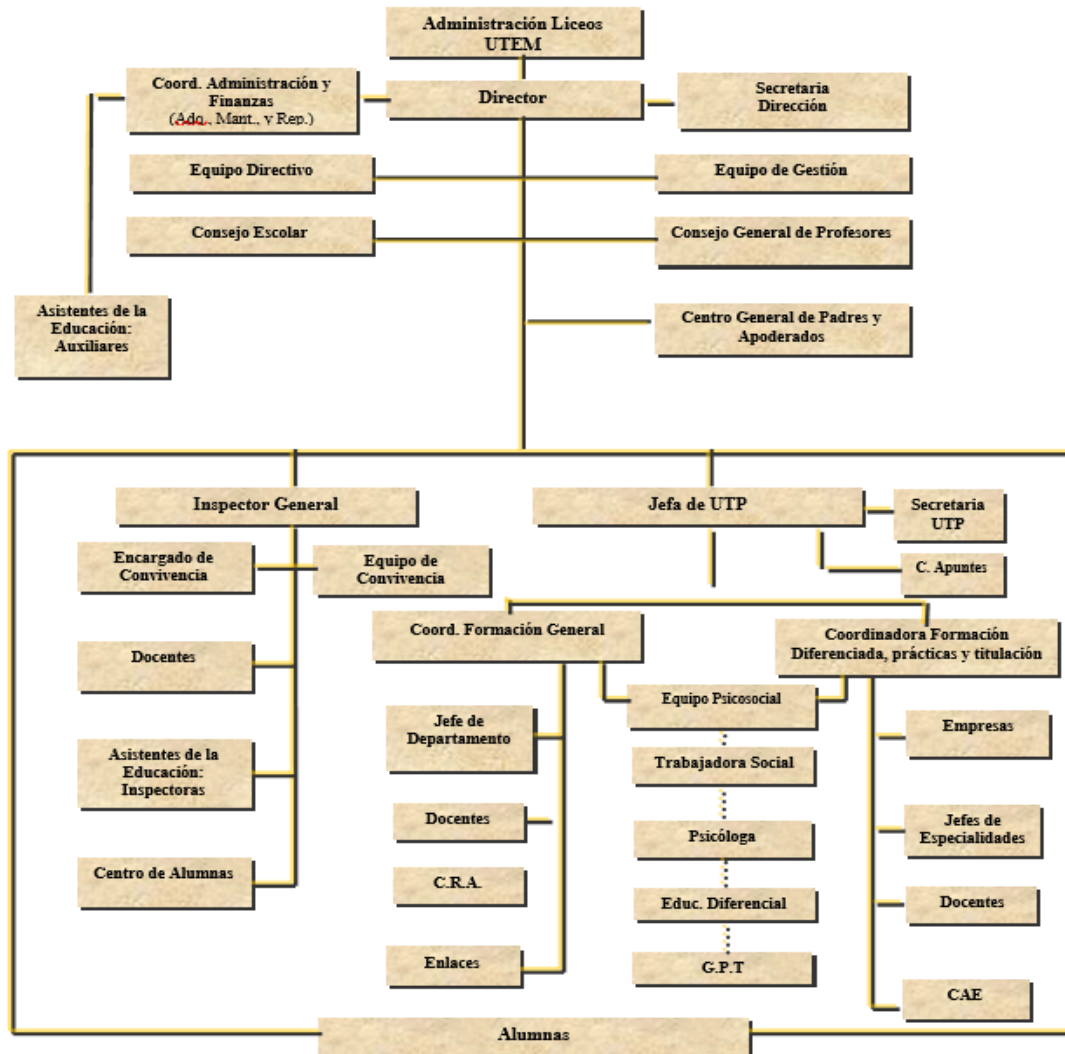 Administración Liceos
UTEM
Coord. Administración y
Finanzas
(Adq., Mant., y Rep.)
Director
Secretaria
Dirección
Equipo Directivo
Equipo de Gestión
Consejo Escolar
Consejo General de Profesores
Asistentes de la
Educación:
Auxiliares
Centro General de Padres y
Apoderados
Inspector General
Jefa de UTP
Secretaria
UTP
Encargado de
Convivencia
Equipo de
Convivencia
C. Apuntes
Coord. Formación General
Coordinadora Formación
Diferenciada, prácticas y titulación
Docentes
Equipo Psicosocial
Jefe de
Departamento
Empresas
Asistentes de la
Educación:
Inspectoras
Trabajadora Social
Docentes
Psicóloga
Jefes de
Especialidades
Centro de Alumnas
C.R.A.
Educ. Diferencial
Docentes
Enlaces
G.P.T
CAE
Alumnas